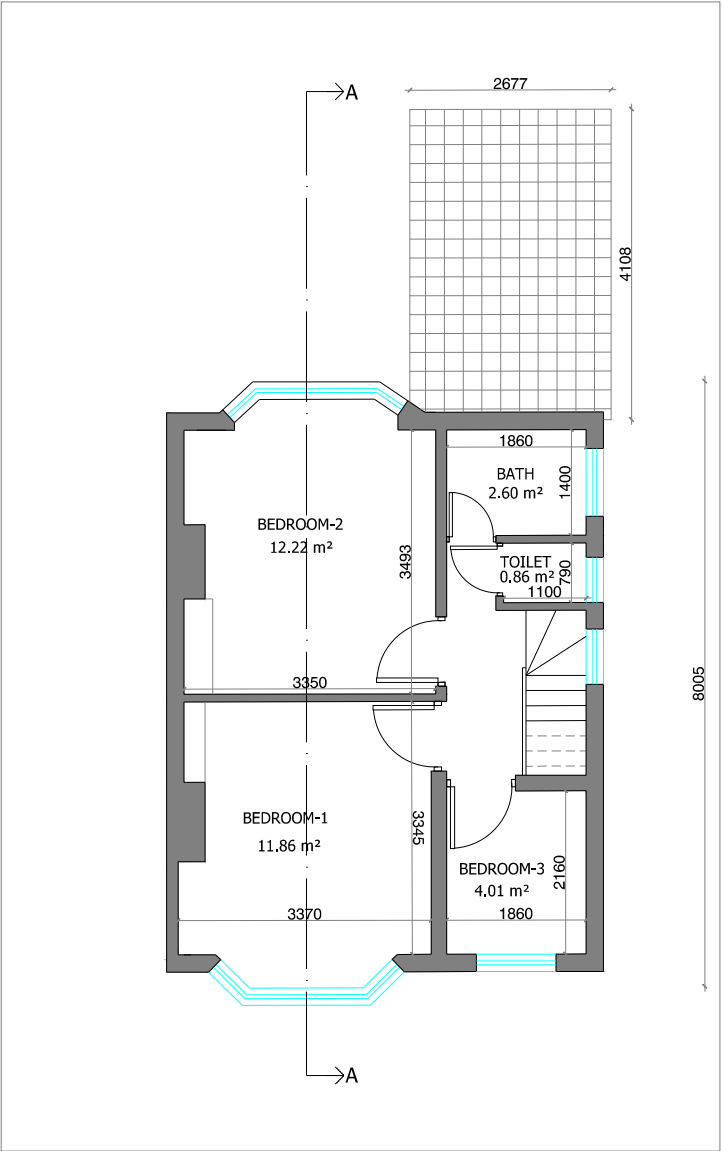 A
2677
4108
1860
BATH
2.60 m²
1400
BEDROOM-2
12.22 m²
3493
TOILET
0.86 m²
790
1100
3350
8005
BEDROOM-1
11.86 m²
3345
BEDROOM-3
4.01 m²
2160
3370
1860
A